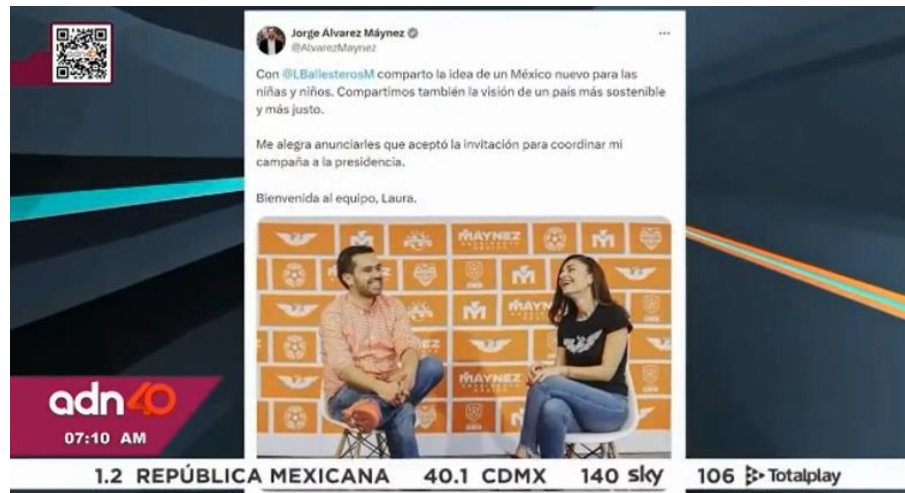 adn40
Jorge Álvarez Máynez
@AlvarezMaynez
Con @LBallesterosM comparto la idea de un México nuevo para las
niñas y niños. Compartimos también la visión de un país más sostenible
y más justo.
Me alegra anunciarles que aceptó la invitación para coordinar mi
campaña a la presidencia.
Bienvenida al equipo, Laura.
MÁYNEZ
MÁYN
MÁYNEZ
adn40
07:10 AM
1.2 REPÚBLICA MEXICANA 40.1 CDMX 140 sky 106 Totalplay